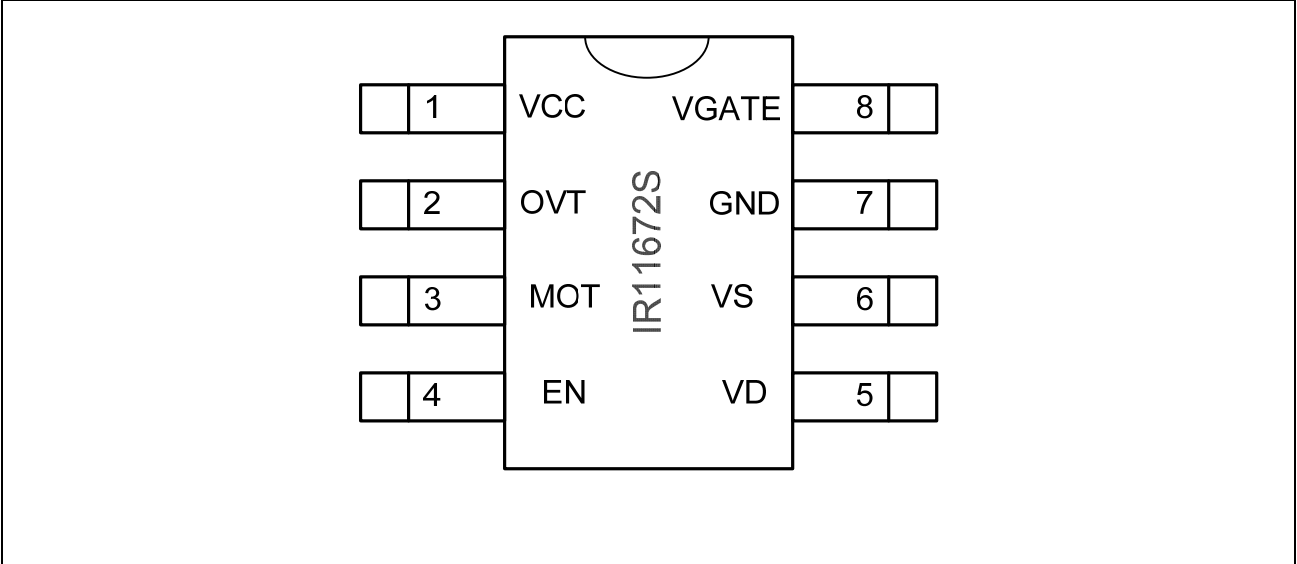 1 VCC VGATE 8
2 OVT GND 7
3 MOT VS 6
4 EN VD 5
IR11672S